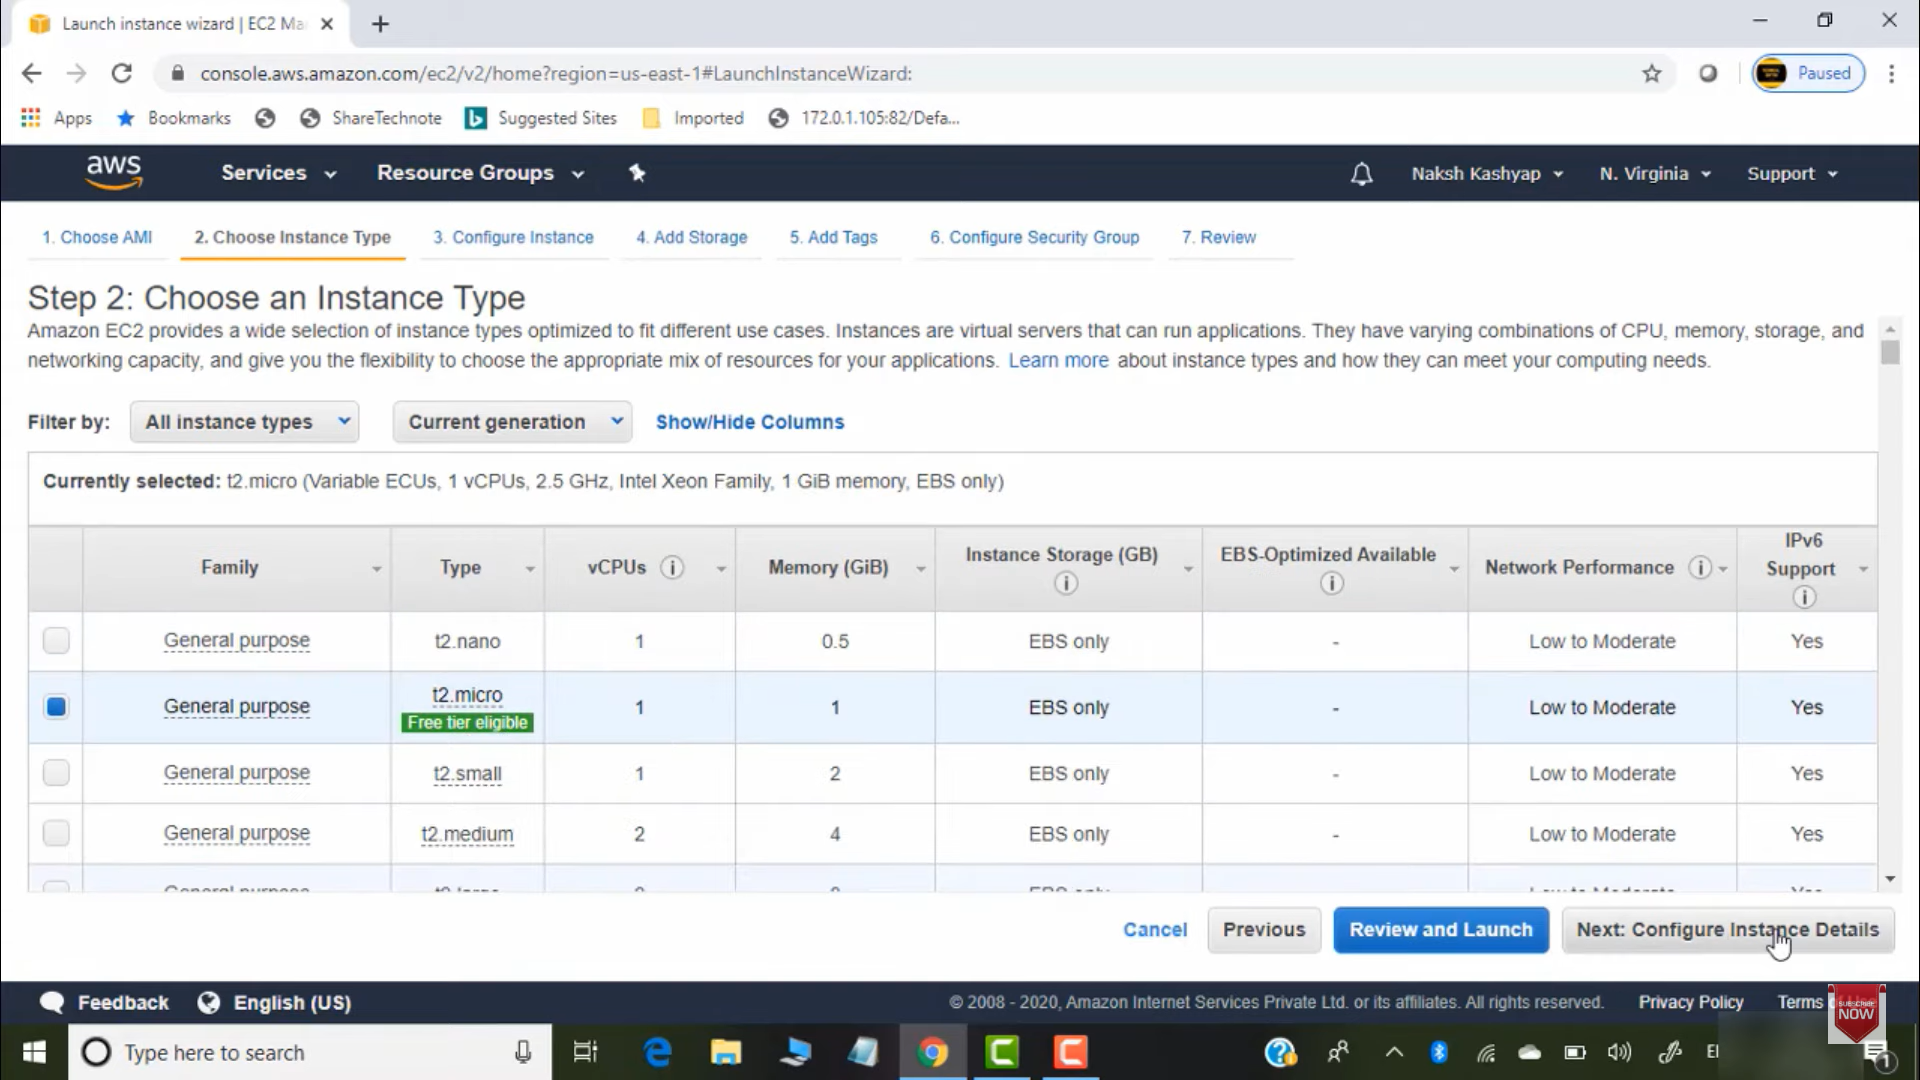 Launch instance wizard | EC2 Ma
console.aws.amazon.com/ec2/v2/home?region=us-east-1#LaunchInstanceWizard:
Paused
Apps
Bookmarks
ShareTechnote
Suggested Sites
Imported
172.0.1.105:82/Defa...
aws
Services
Resource Groups
Naksh Kashyap
N. Virginia
Support
1. Choose AMI
2. Choose Instance Type
3. Configure Instance
4. Add Storage
5. Add Tags
6. Configure Security Group
7. Review
Step 2: Choose an Instance Type
Amazon EC2 provides a wide selection of instance types optimized to fit different use cases. Instances are virtual servers that can run applications. They have varying combinations of CPU, memory, storage, and
networking capacity, and give you the flexibility to choose the appropriate mix of resources for your applications. Learn more about instance types and how they can meet your computing needs.
Filter by:
All instance types
Current generation
Show/Hide Columns
Currently selected: t2.micro (Variable ECUs, 1 vCPUs, 2.5 GHz, Intel Xeon Family, 1 GiB memory, EBS only)
Family
Type
vCPUs
Memory (GiB)
Instance Storage (GB)
EBS-Optimized Available
Network Performance
IPv6
Support
General purpose t2.nano 1 0.5 EBS only - Low to Moderate Yes
General purpose t2.micro 1 1 EBS only - Low to Moderate Yes
Free tier eligible
General purpose t2.small 1 2 EBS only - Low to Moderate Yes
General purpose t2.medium 2 4 EBS only - Low to Moderate Yes
Cancel
Previous
Review and Launch
Next: Configure Instance Details
Feedback
English (US)
© 2008 - 2020, Amazon Internet Services Private Ltd. or its affiliates. All rights reserved.
Privacy Policy
Terms
SUBSCRIBE
NOW
Type here to search
1